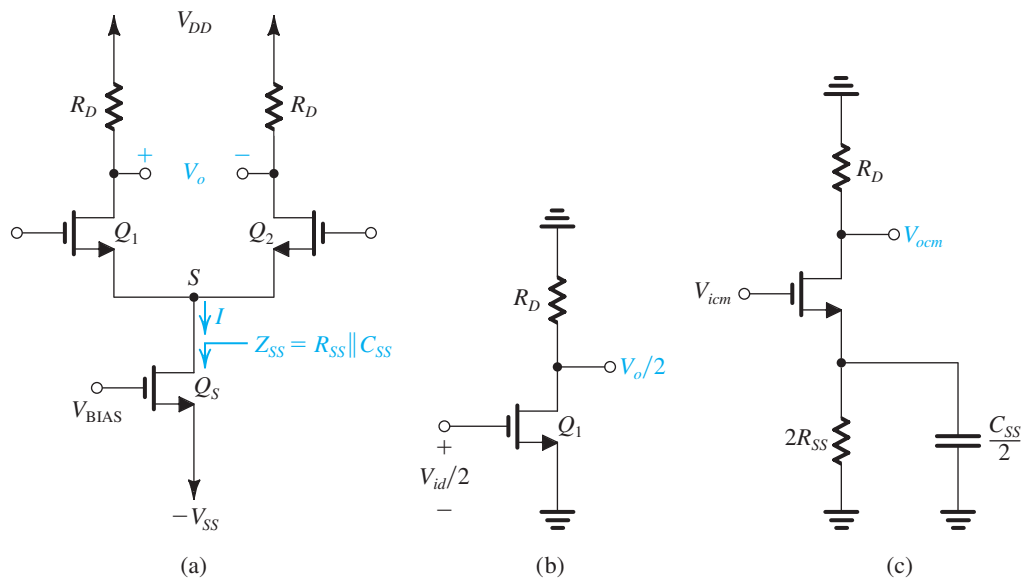 V_DD
R_D
R_D
+
V_o
−
Q_1
Q_2
S
I
Z_SS = R_SS || C_SS
Q_S
V_BIAS
−V_SS
(a)
R_D
V_o/2
Q_1
+
V_id/2
−
(b)
R_D
V_ocm
V_icm
2R_SS
C_SS
2
(c)